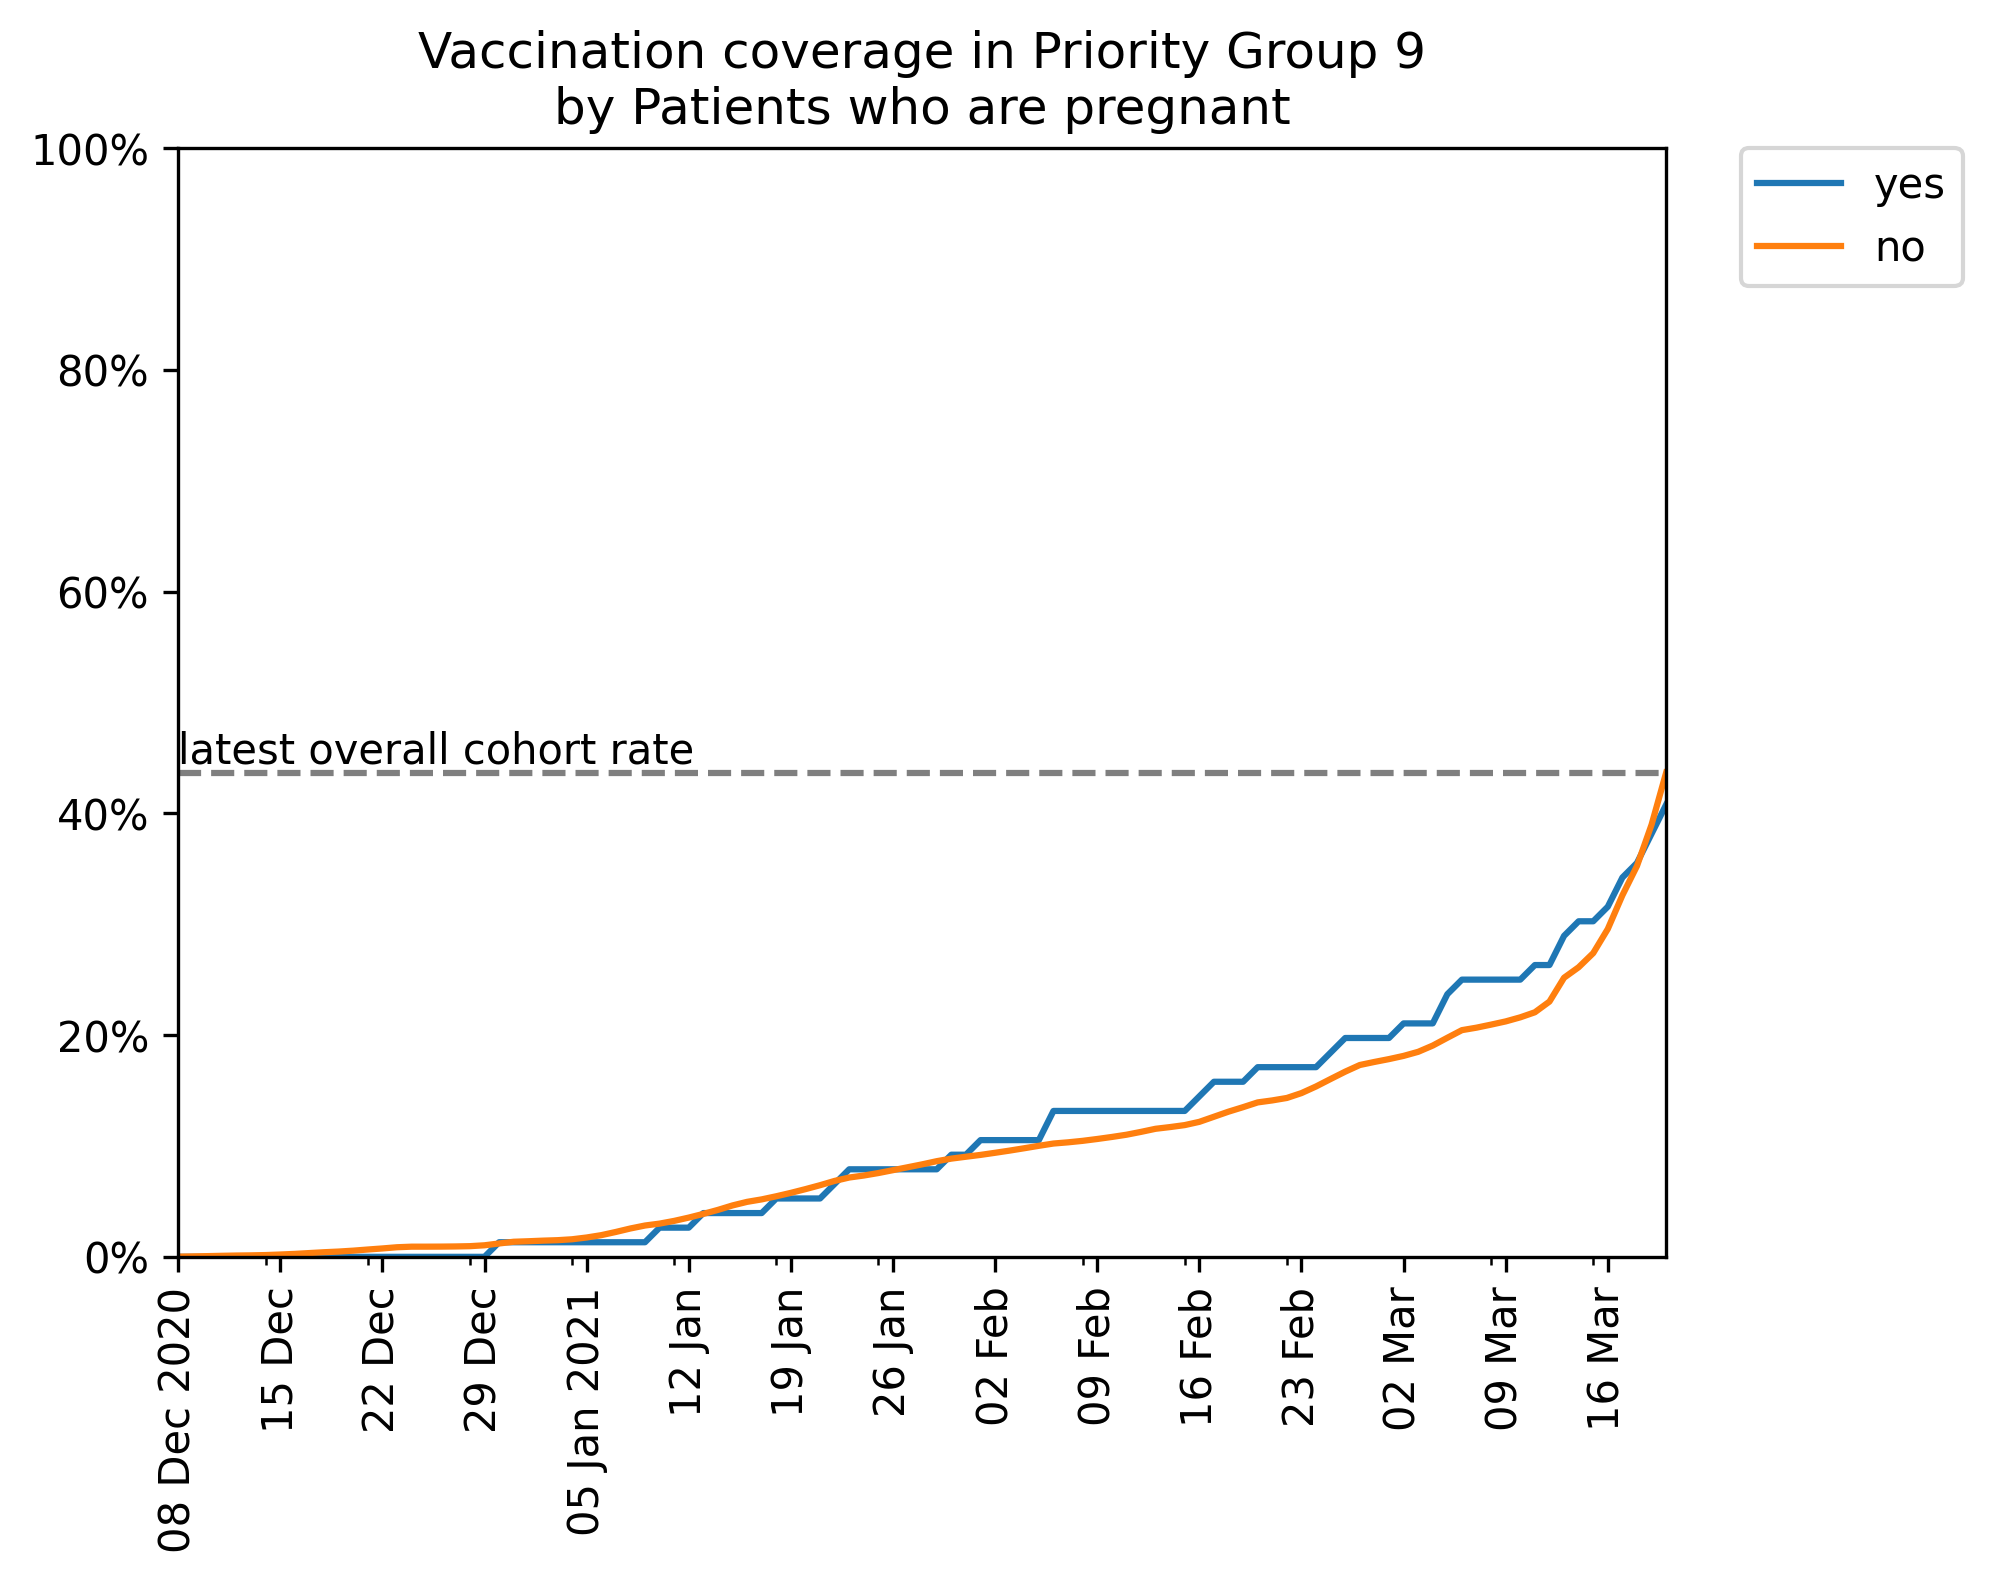 Vaccination coverage in Priority Group 9
by Patients who are pregnant
100%
80%
60%
40%
20%
0%
latest overall cohort rate
yes
no
08 Dec 2020
15 Dec
22 Dec
29 Dec
05 Jan 2021
12 Jan
19 Jan
26 Jan
02 Feb
09 Feb
16 Feb
23 Feb
02 Mar
09 Mar
16 Mar